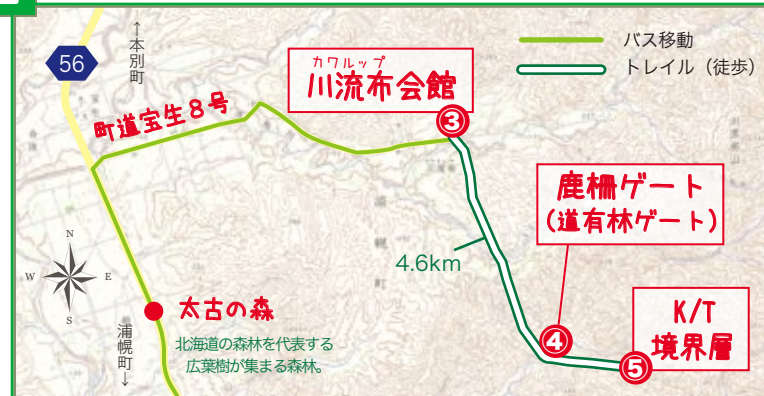 56
↑本別町
町道宝生8号
カワルップ
川流布会館
③
バス移動
トレイル（徒歩）
鹿柵ゲート
(道有林ゲート)
4.6km
浦幌町
N
W
E
S
太古の森
北海道の森林を代表する
広葉樹が集まる森林。
浦幌町↓
④
K/T
境界層
⑤